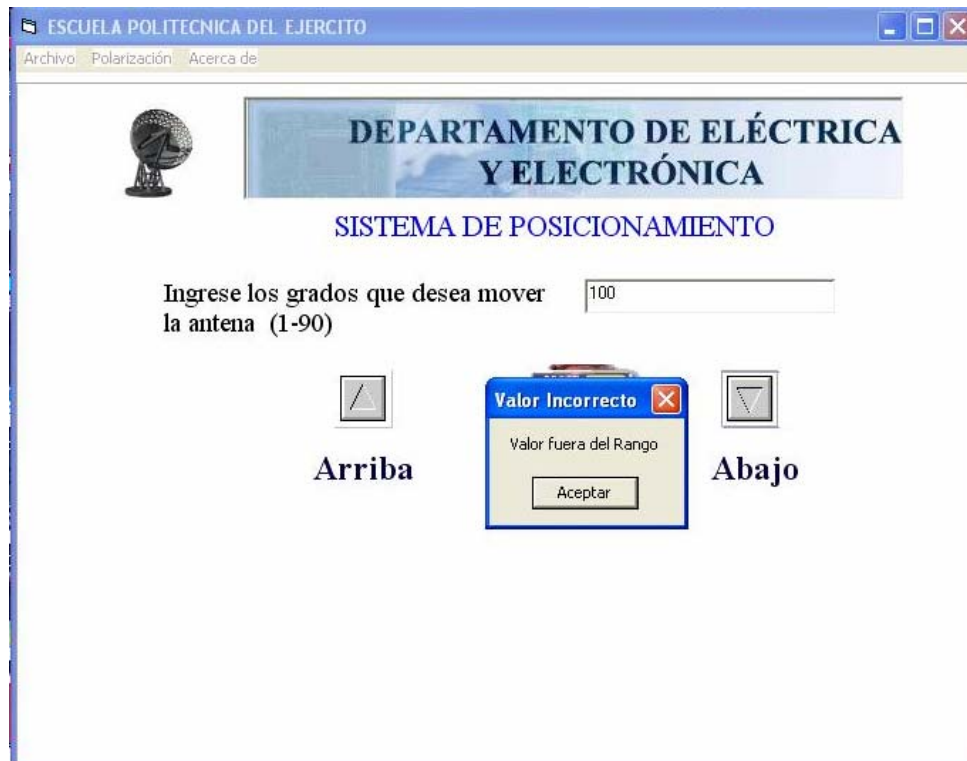 ESCUELA POLITECNICA DEL EJERCITO
Archivo Polarización Acerca de
DEPARTAMENTO DE ELÉCTRICA
Y ELECTRÓNICA
SISTEMA DE POSICIONAMIENTO
Ingrese los grados que desea mover
la antena (1-90)
100
Valor Incorrecto
Valor fuera del Rango
Aceptar
Arriba
Abajo